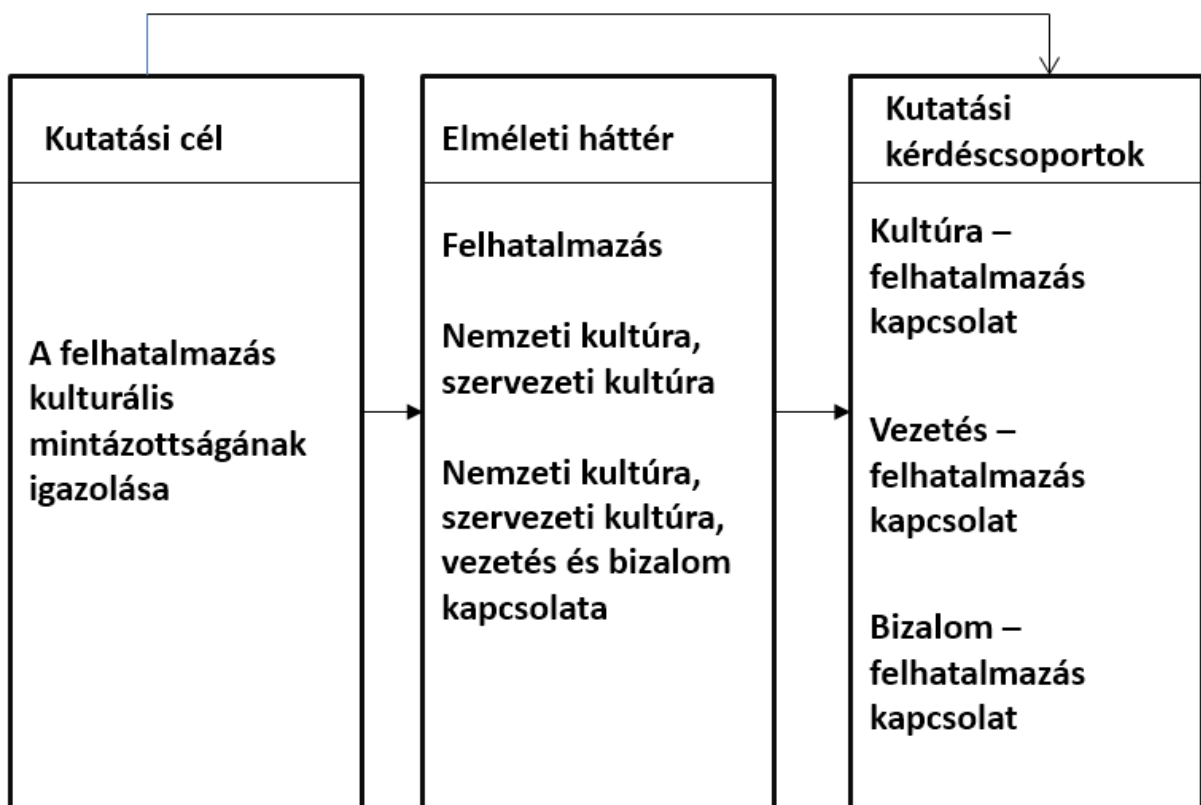 Kutatási cél
A felhatalmazás
kulturális
mintázottságának
igazolása
Elméleti háttér
Felhatalmazás
Nemzeti kultúra,
szervezeti kultúra
Nemzeti kultúra,
szervezeti kultúra,
vezetés és bizalom
kapcsolata
Kutatási
kérdéscsoportok
Kultúra –
felhatalmazás
kapcsolat
Vezetés –
felhatalmazás
kapcsolat
Bizalom –
felhatalmazás
kapcsolat